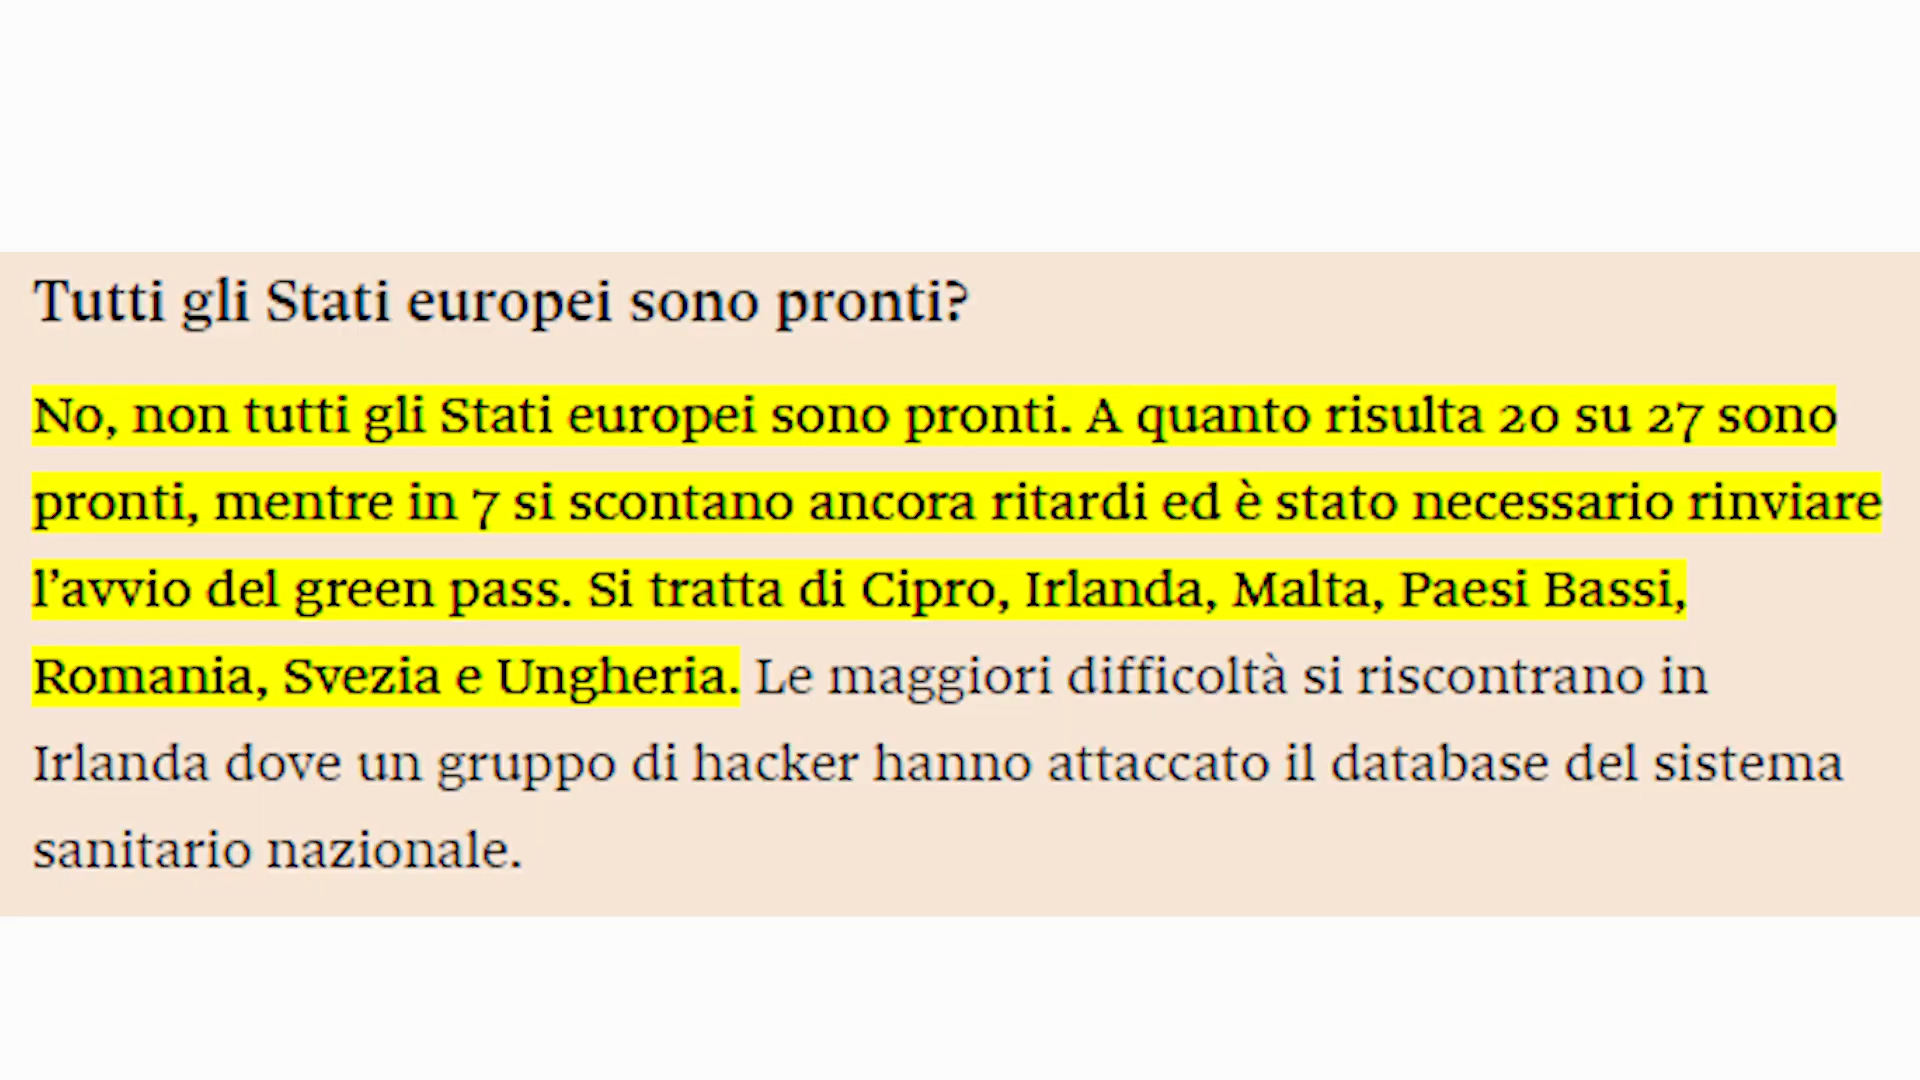 Tutti gli Stati europei sono pronti?
No, non tutti gli Stati europei sono pronti. A quanto risulta 20 su 27 sono
pronti, mentre in 7 si scontano ancora ritardi ed è stato necessario rinviare
l’avvio del green pass. Si tratta di Cipro, Irlanda, Malta, Paesi Bassi,
Romania, Svezia e Ungheria. Le maggiori difficoltà si riscontrano in
Irlanda dove un gruppo di hacker hanno attaccato il database del sistema
sanitario nazionale.